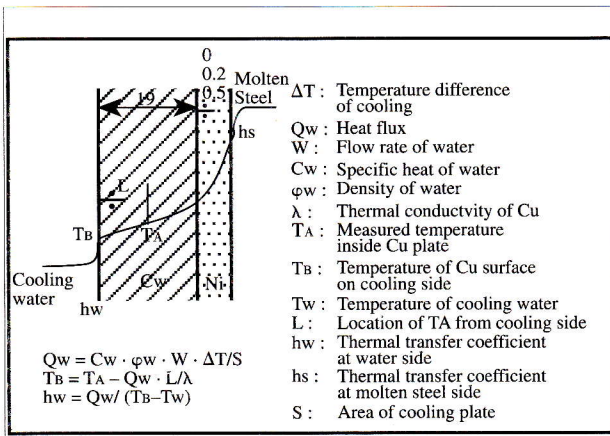 0
0.2
0.5
Molten
Steel
19
hs
L
TB
TA
Cooling
water
Cw
Ni
hw
Qw = Cw · φw · W · ΔT/S
TB = TA – Qw · L/λ
hw = Qw/ (TB–Tw)
ΔT : Temperature difference
of cooling
Qw : Heat flux
W : Flow rate of water
Cw : Specific heat of water
φw : Density of water
λ : Thermal conductvity of Cu
TA : Measured temperature
inside Cu plate
TB : Temperature of Cu surface
on cooling side
Tw : Temperature of cooling water
L : Location of TA from cooling side
hw : Thermal transfer coefficient
at water side
hs : Thermal transfer coefficient
at molten steel side
S : Area of cooling plate